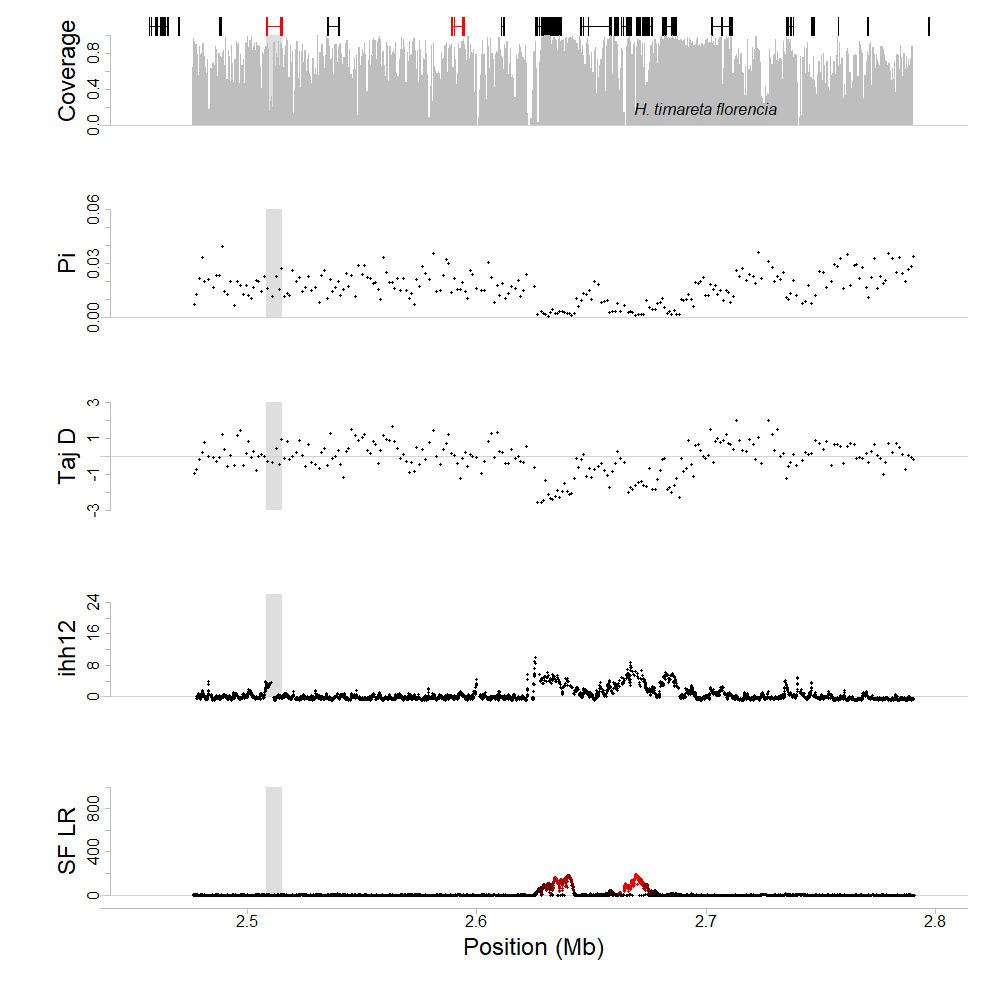 Coverage
0.0 0.4 0.8
H. timareta florencia
Pi
0.00 0.03 0.06
Taj D
-3 -1 1 3
ihh12
0 8 16 24
SF LR
0 400 800
2.5 2.6 2.7 2.8
Position (Mb)